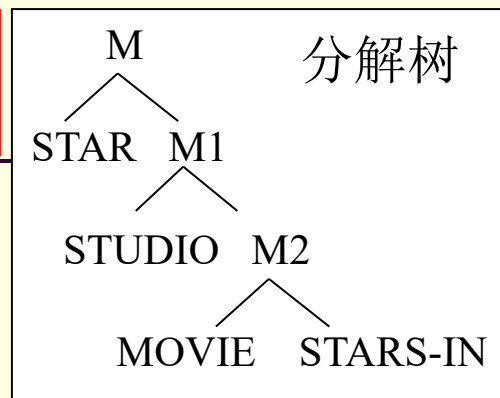 M
分解树
STAR M1
STUDIO M2
MOVIE STARS-IN